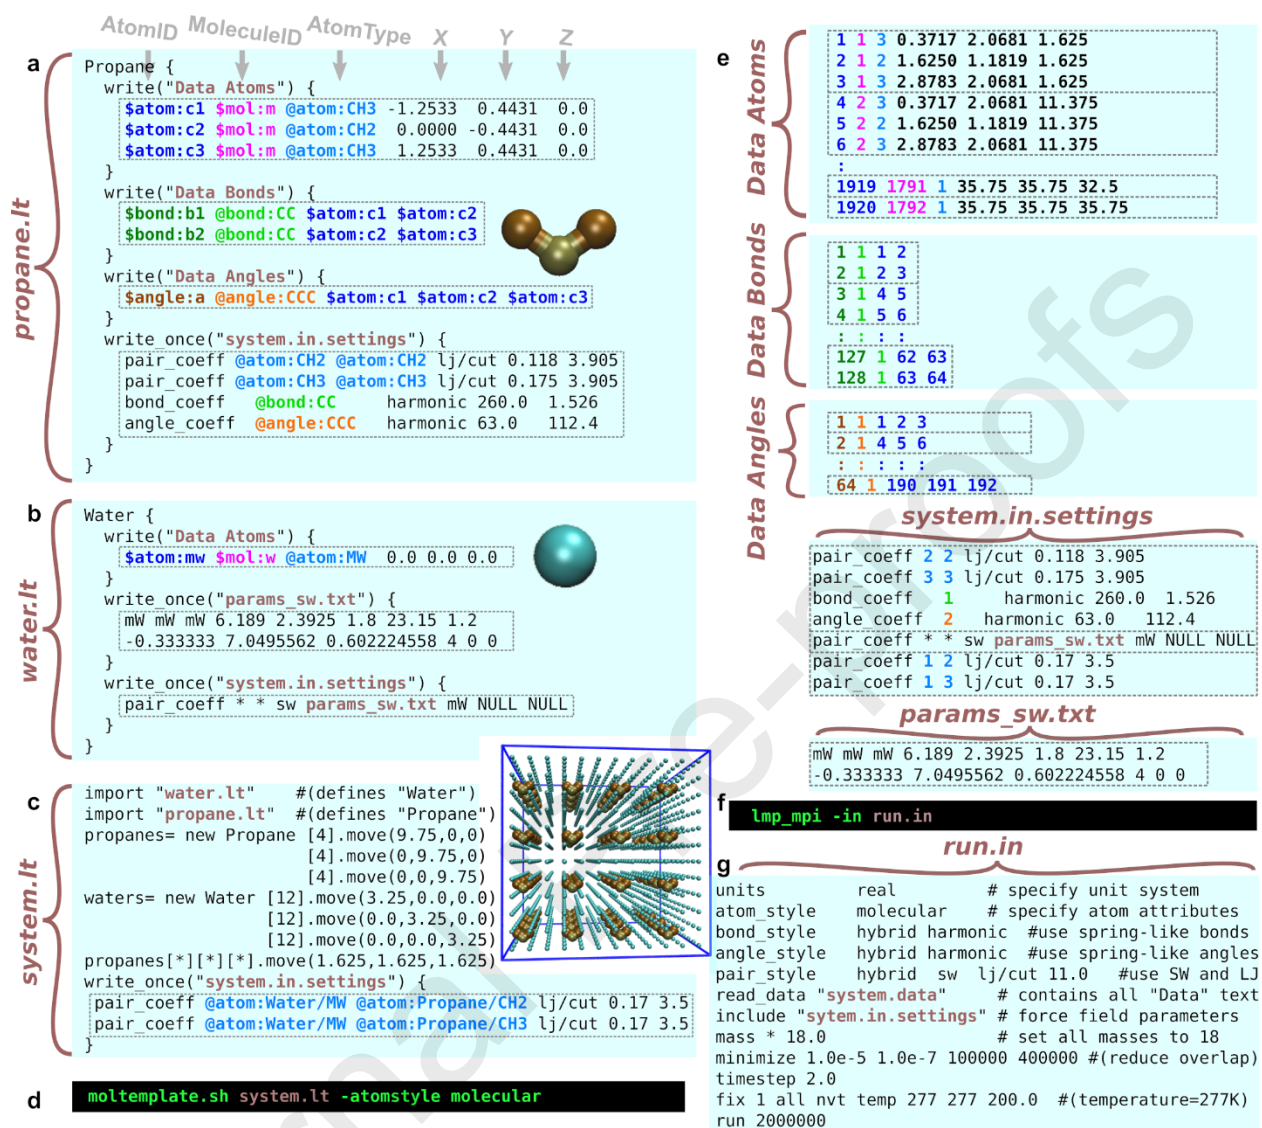 AtomID MoleculeID AtomType X Y Z
a
propane.lt
Propane {
write("Data Atoms") {
$atom:c1 $mol:m @atom:CH3 -1.2533 0.4431 0.0
$atom:c2 $mol:m @atom:CH2 0.0000 -0.4431 0.0
$atom:c3 $mol:m @atom:CH3 1.2533 0.4431 0.0
}
write("Data Bonds") {
$bond:b1 @bond:CC $atom:c1 $atom:c2
$bond:b2 @bond:CC $atom:c2 $atom:c3
}
write("Data Angles") {
$angle:a @angle:CCC $atom:c1 $atom:c2 $atom:c3
}
write_once("system.in.settings") {
pair_coeff @atom:CH2 @atom:CH2 lj/cut 0.118 3.905
pair_coeff @atom:CH3 @atom:CH3 lj/cut 0.175 3.905
bond_coeff @bond:CC harmonic 260.0 1.526
angle_coeff @angle:CCC harmonic 63.0 112.4
}
}
b
water.lt
Water {
write("Data Atoms") {
$atom:mw $mol:w @atom:MW 0.0 0.0 0.0
}
write_once("params_sw.txt") {
mW mW mW 6.189 2.3925 1.8 23.15 1.2
-0.333333 7.0495562 0.602224558 4 0 0
}
write_once("system.in.settings") {
pair_coeff * * sw params_sw.txt mW NULL NULL
}
}
c
system.lt
import "water.lt" #(defines "Water")
import "propane.lt" #(defines "Propane")
propanes= new Propane [4].move(9.75,0,0)
[4].move(0,9.75,0)
[4].move(0,0,9.75)
waters= new Water [12].move(3.25,0.0,0.0)
[12].move(0.0,3.25,0.0)
[12].move(0.0,0.0,3.25)
propanes[*][*][*].move(1.625,1.625,1.625)
write_once("system.in.settings") {
pair_coeff @atom:Water/MW @atom:Propane/CH2 lj/cut 0.17 3.5
pair_coeff @atom:Water/MW @atom:Propane/CH3 lj/cut 0.17 3.5
}
d
moltemplate.sh system.lt -atomstyle molecular
e
Data Atoms
1 1 3 0.3717 2.0681 1.625
2 1 2 1.6250 1.1819 1.625
3 1 3 2.8783 2.0681 1.625
4 2 3 0.3717 2.0681 11.375
5 2 2 1.6250 1.1819 11.375
6 2 3 2.8783 2.0681 11.375
:
1919 1791 1 35.75 35.75 32.5
1920 1792 1 35.75 35.75 35.75
Data Bonds
1 1 1 2
2 1 2 3
3 1 4 5
4 1 5 6
: : : :
127 1 62 63
128 1 63 64
Data Angles
1 1 1 2 3
2 1 4 5 6
: : : : :
64 1 190 191 192
system.in.settings
pair_coeff 2 2 lj/cut 0.118 3.905
pair_coeff 3 3 lj/cut 0.175 3.905
bond_coeff 1 harmonic 260.0 1.526
angle_coeff 2 harmonic 63.0 112.4
pair_coeff * * sw params_sw.txt mW NULL NULL
pair_coeff 1 2 lj/cut 0.17 3.5
pair_coeff 1 3 lj/cut 0.17 3.5
params_sw.txt
mW mW mW 6.189 2.3925 1.8 23.15 1.2
-0.333333 7.0495562 0.602224558 4 0 0
f
lmp_mpi -in run.in
g
run.in
units real # specify unit system
atom_style molecular # specify atom attributes
bond_style hybrid harmonic #use spring-like bonds
angle_style hybrid harmonic #use spring-like angles
pair_style hybrid sw lj/cut 11.0 #use SW and LJ
read_data "system.data" # contains all "Data" text
include "sytem.in.settings" # force field parameters
mass * 18.0 # set all masses to 18
minimize 1.0e-5 1.0e-7 100000 400000 #(reduce overlap)
timestep 2.0
fix 1 all nvt temp 277 277 200.0 #(temperature=277K)
run 2000000